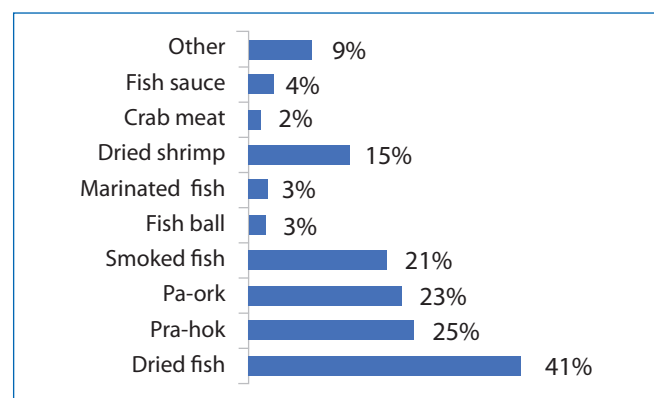 Other 9%
Fish sauce 4%
Crab meat 2%
Dried shrimp 15%
Marinated fish 3%
Fish ball 3%
Smoked fish 21%
Pa-ork 23%
Pra-hok 25%
Dried fish 41%